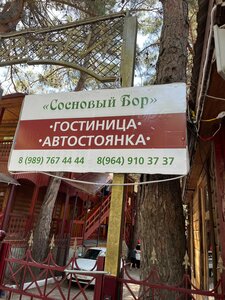 «Сосновый Бор»
•ГОСТИНИЦА•
•АВТОСТОЯНКА•
8 (989) 767 44 44 8(964) 910 37 37